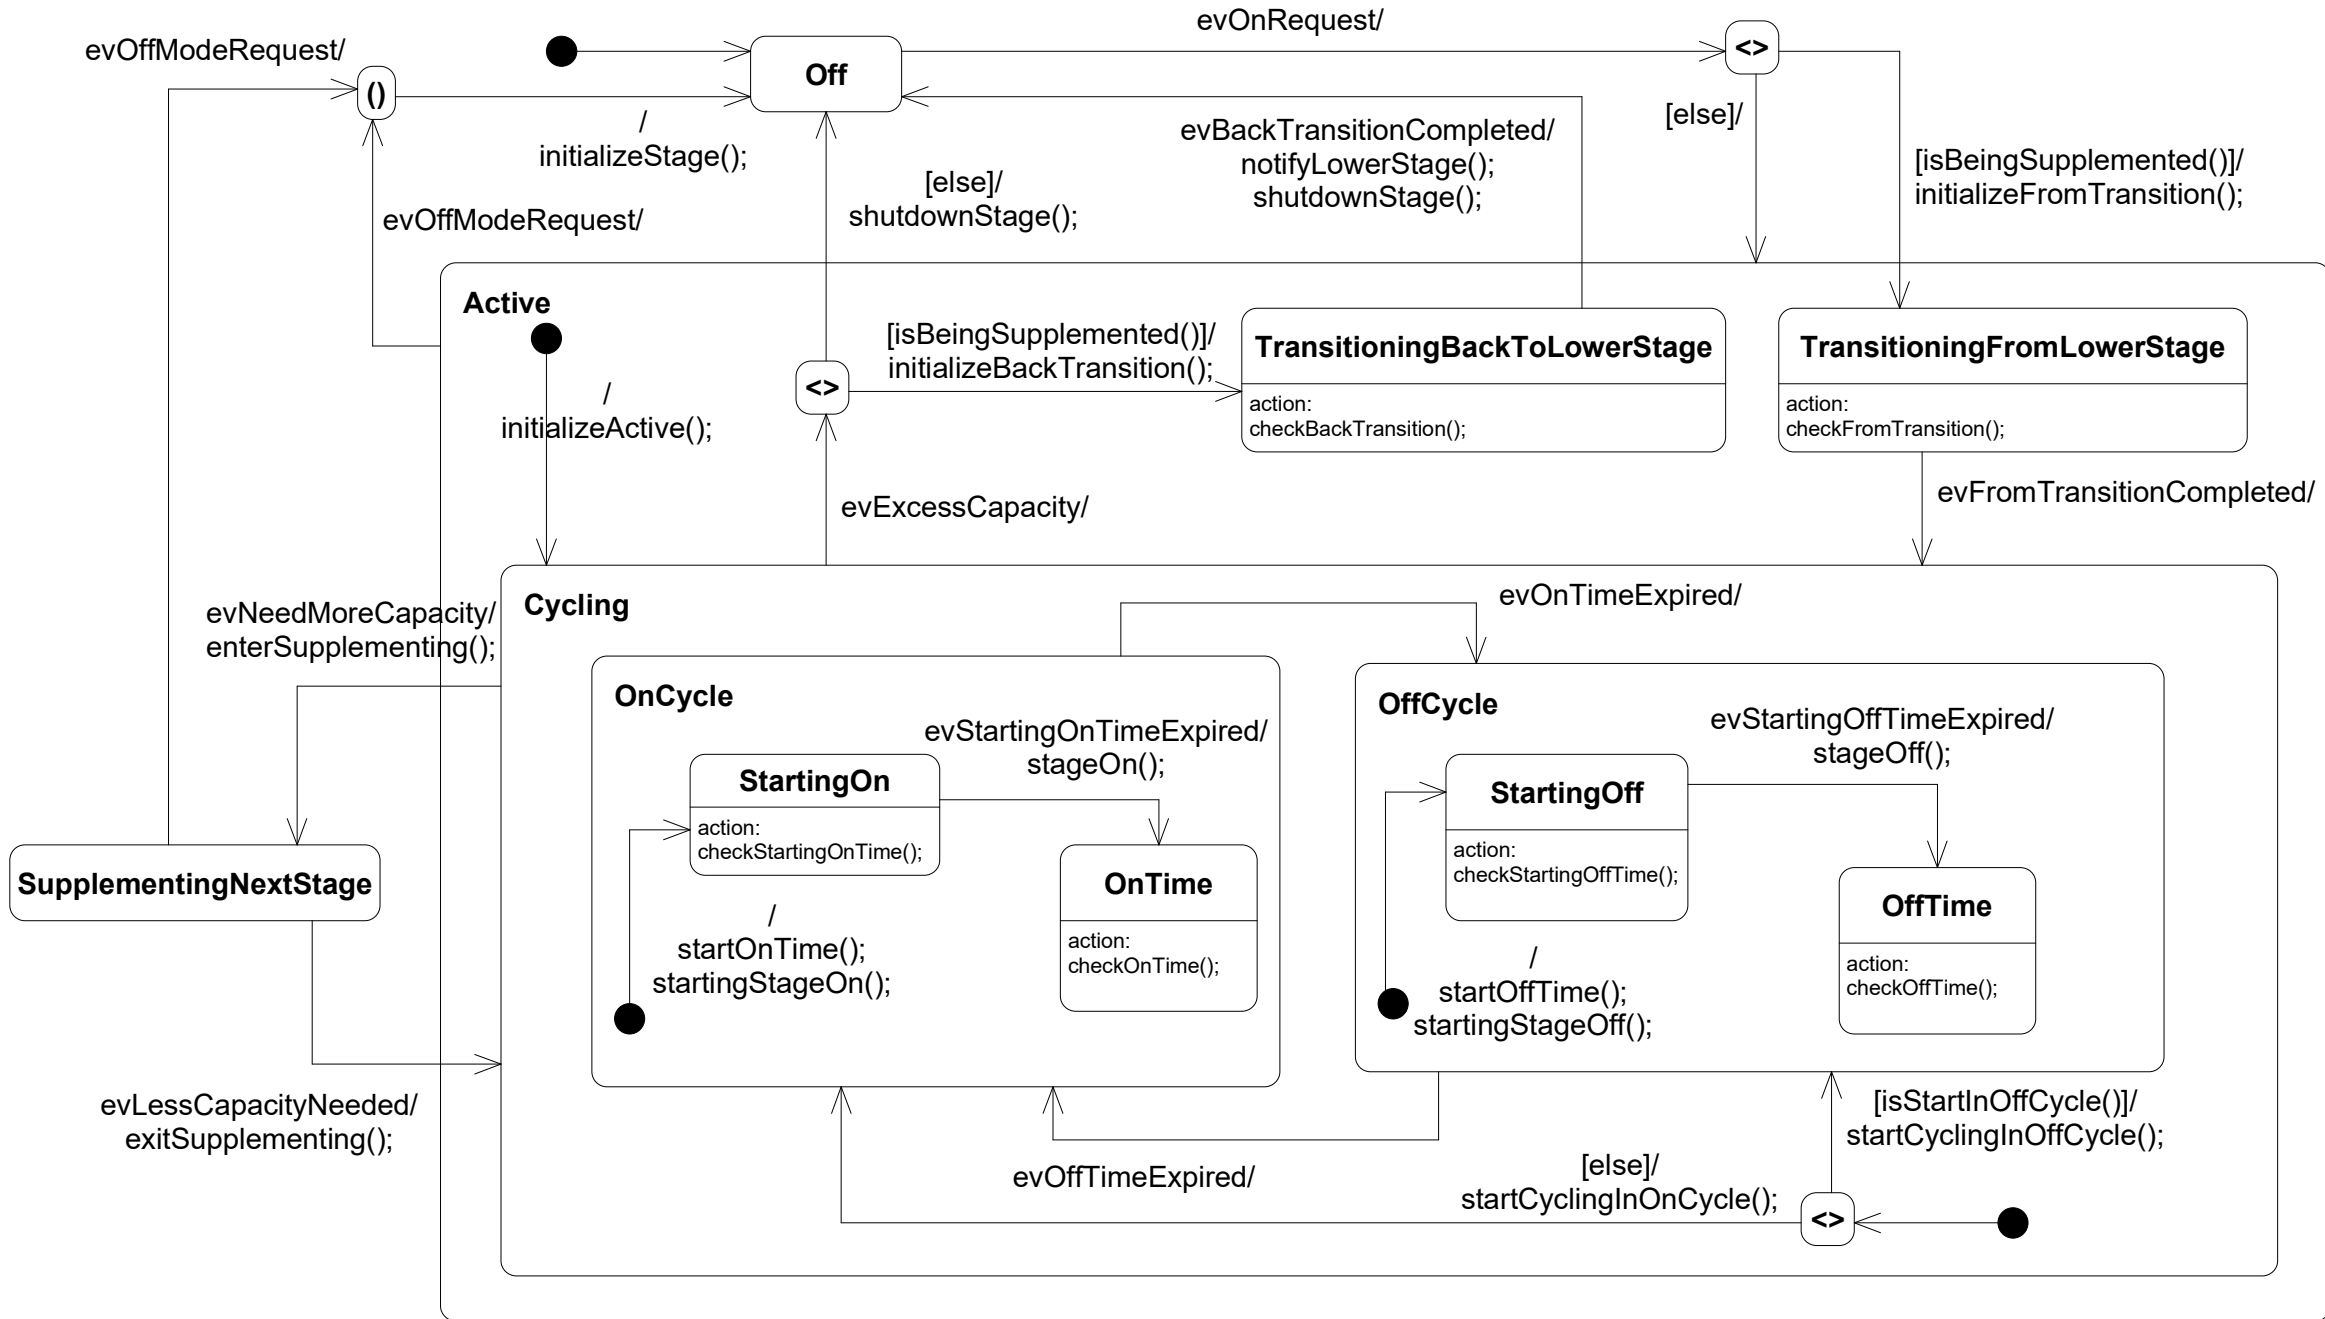 evOnRequest/
evOffModeRequest/
<>
Off
()
[else]/
/
initializeStage();
evBackTransitionCompleted/
notifyLowerStage();
shutdownStage();
[isBeingSupplemented()]/
initializeFromTransition();
[else]/
shutdownStage();
evOffModeRequest/
Active
[isBeingSupplemented()]/
initializeBackTransition();
TransitioningBackToLowerStage
action:
checkBackTransition();
TransitioningFromLowerStage
action:
checkFromTransition();
<>
/
initializeActive();
evExcessCapacity/
evFromTransitionCompleted/
Cycling
evOnTimeExpired/
evNeedMoreCapacity/
enterSupplementing();
OnCycle
OffCycle
evStartingOnTimeExpired/
stageOn();
evStartingOffTimeExpired/
stageOff();
StartingOn
action:
checkStartingOnTime();
StartingOff
action:
checkStartingOffTime();
SupplementingNextStage
OnTime
action:
checkOnTime();
OffTime
action:
checkOffTime();
/
startOnTime();
startingStageOn();
/
startOffTime();
startingStageOff();
evLessCapacityNeeded/
exitSupplementing();
[isStartInOffCycle()]/
startCyclingInOffCycle();
evOffTimeExpired/
[else]/
startCyclingInOnCycle();
<>